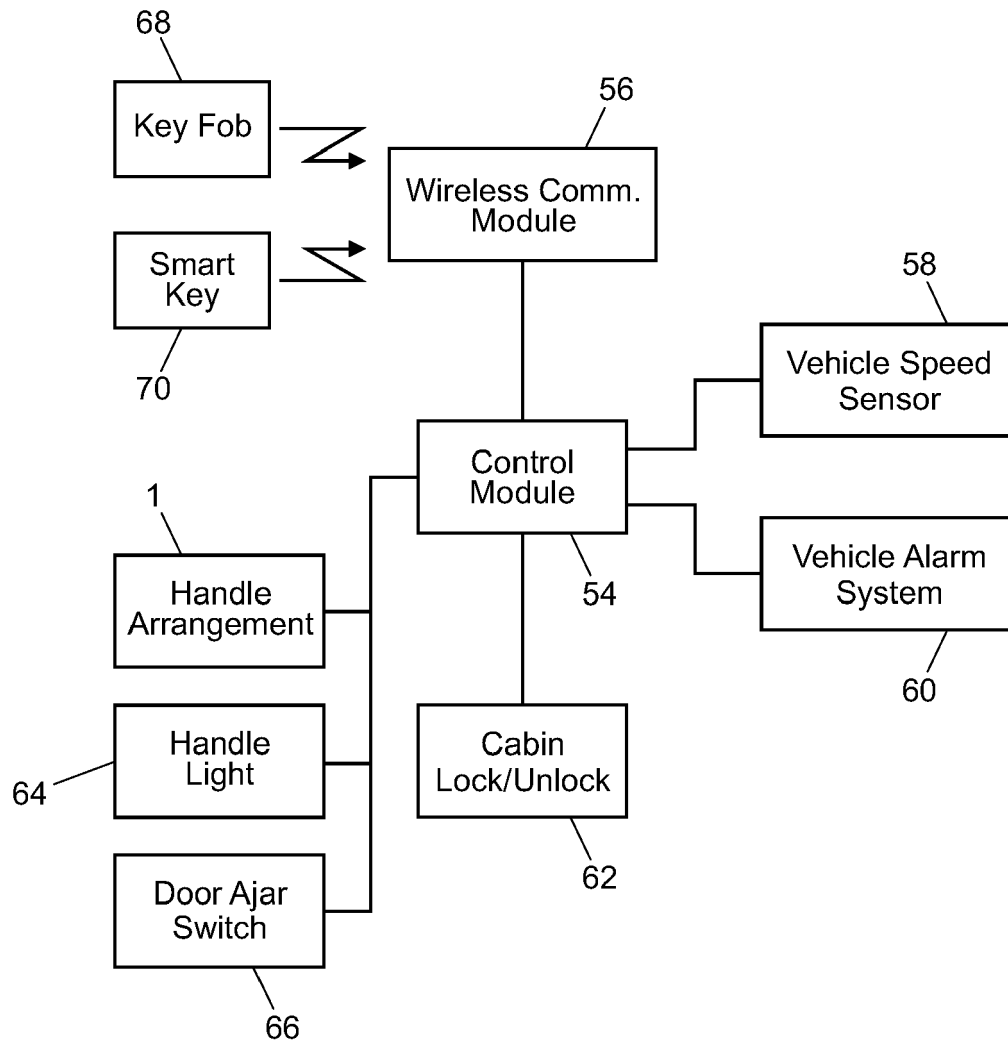 68
Key Fob
56
Wireless Comm.
Module
Smart
Key
70
58
Vehicle Speed
Sensor
Control
Module
54
1
Handle
Arrangement
Vehicle Alarm
System
60
Handle
Light
64
Cabin
Lock/Unlock
62
Door Ajar
Switch
66